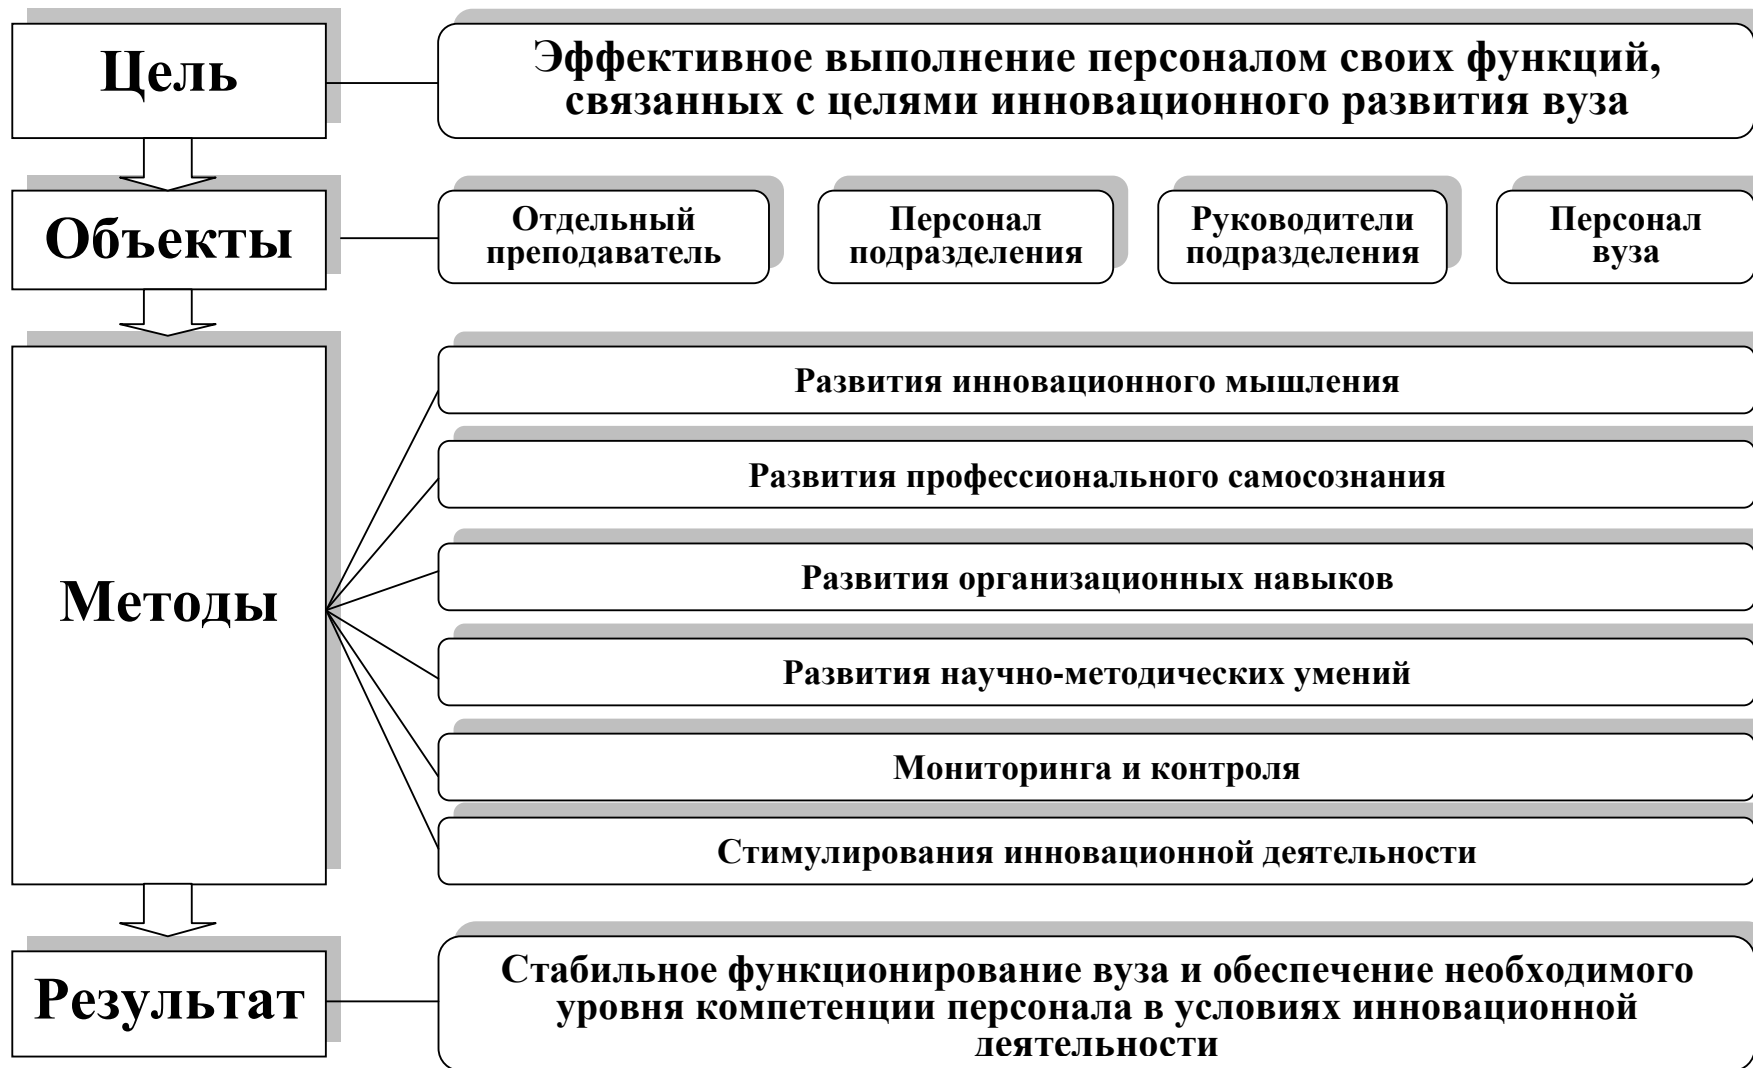 Цель
Эффективное выполнение персоналом своих функций,
связанных с целями инновационного развития вуза
Объекты
Отдельный
преподаватель
Персонал
подразделения
Руководители
подразделения
Персонал
вуза
Методы
Развития инновационного мышления
Развития профессионального самосознания
Развития организационных навыков
Развития научно-методических умений
Мониторинга и контроля
Стимулирования инновационной деятельности
Результат
Стабильное функционирование вуза и обеспечение необходимого
уровня компетенции персонала в условиях инновационной
деятельности